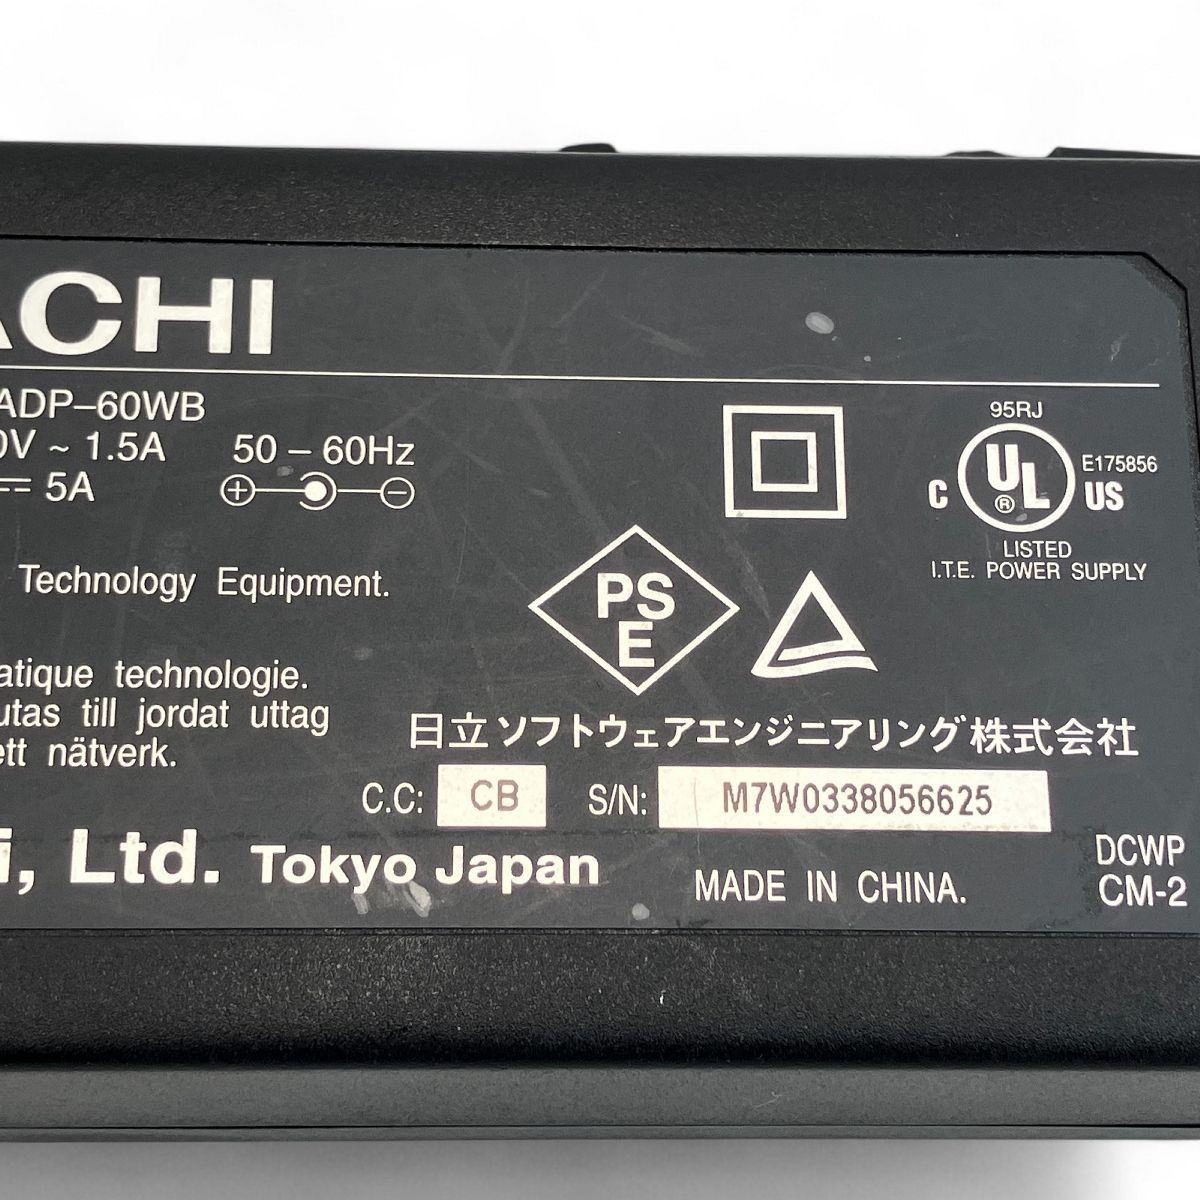 ACHI
ADP–60WB
0V ~ 1.5A 50 – 60Hz
5A
95RJ
UL ®
C US
E175856
LISTED
I.T.E. POWER SUPPLY
Technology Equipment.
PS
E
atique technologie.
utas till jordat uttag
ett nätverk.
日立ソフトウェアエンジニアリング株式会社
C.C: CB S/N: M7W0338056625
i, Ltd. Tokyo Japan
MADE IN CHINA.
DCWP
CM-2